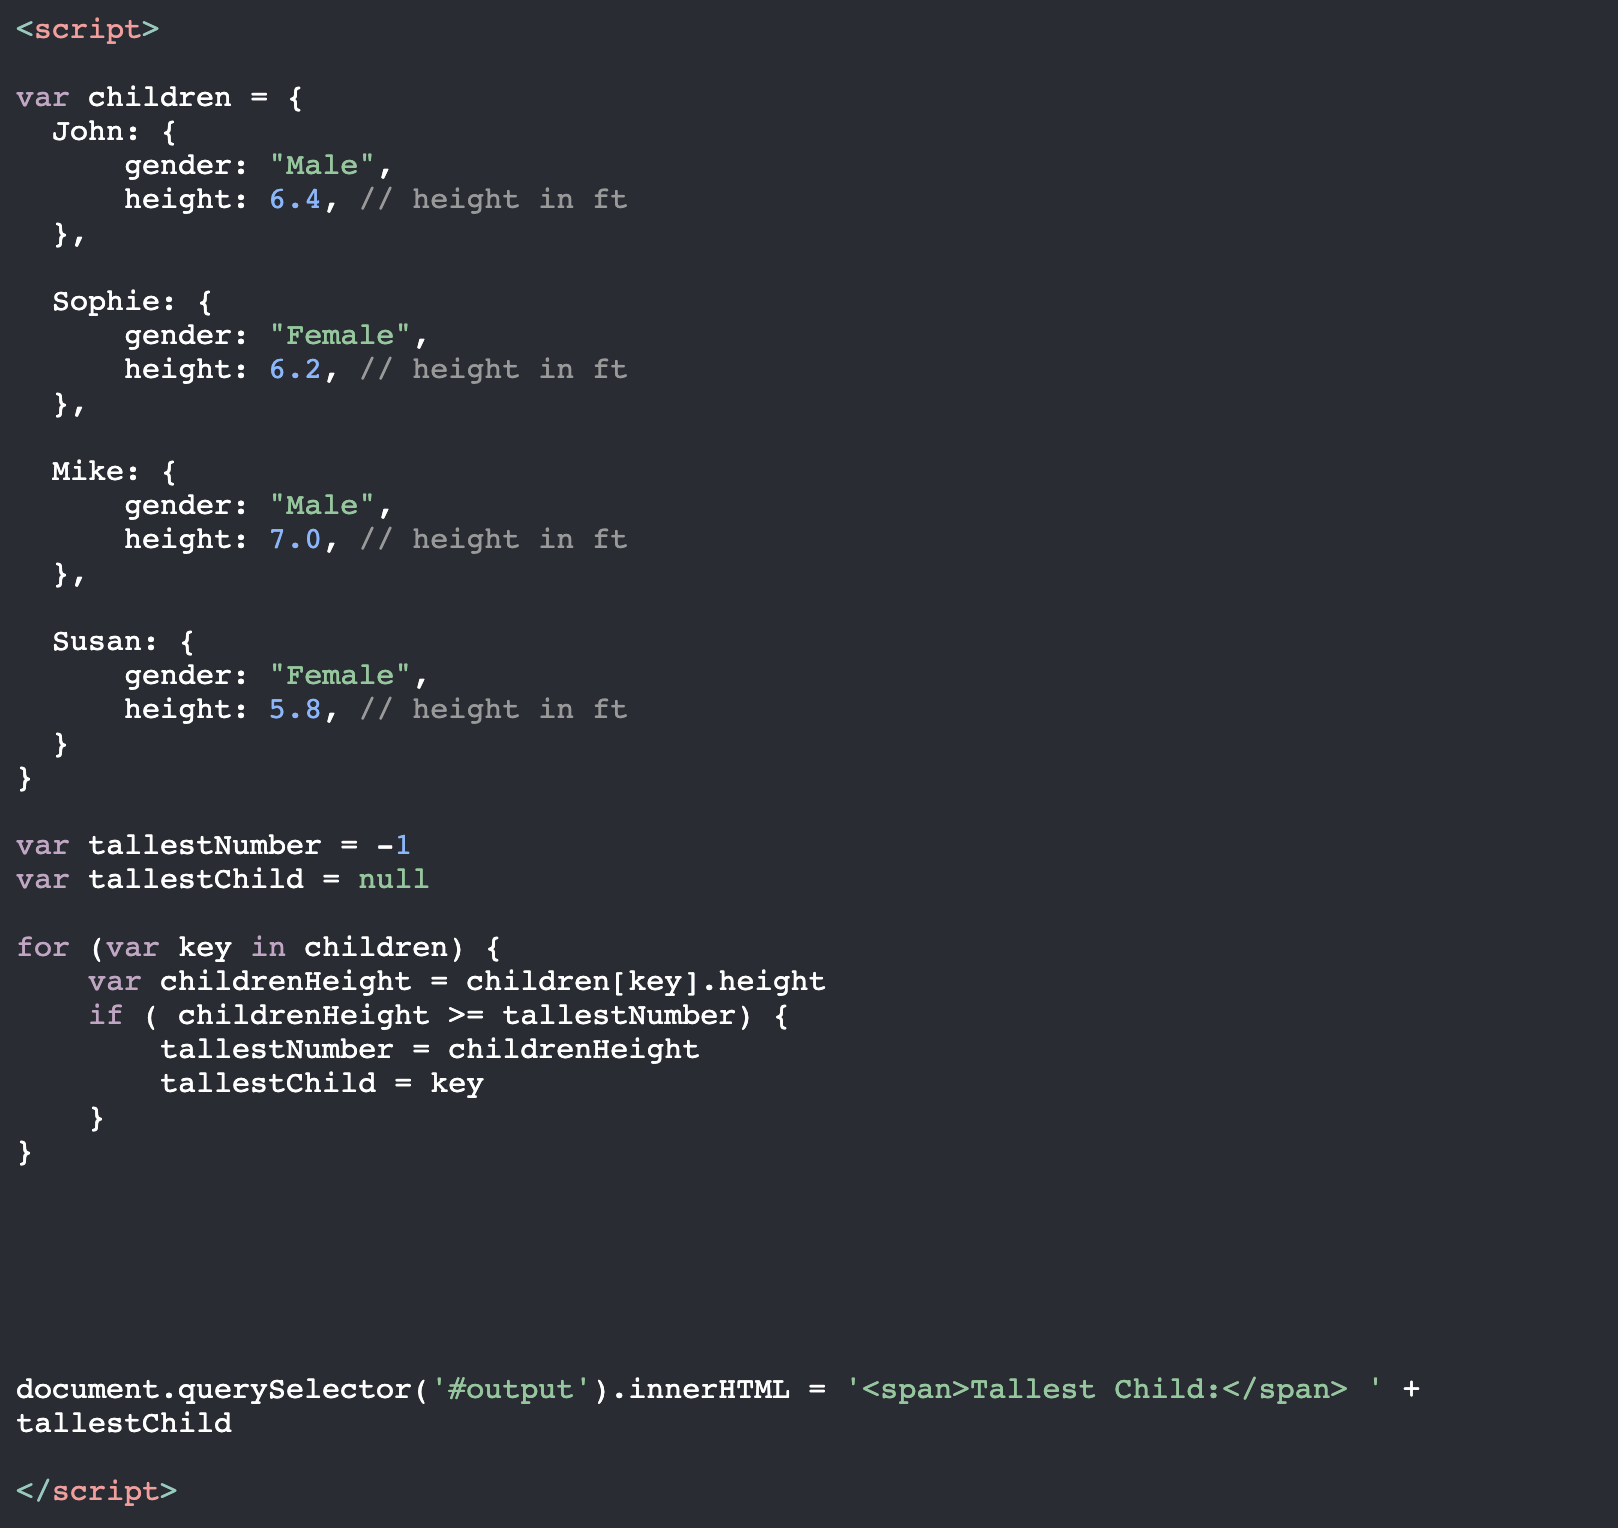 <script>
var children = {
  John: {
      gender: "Male",
      height: 6.4, // height in ft
  },
  Sophie: {
      gender: "Female",
      height: 6.2, // height in ft
  },
  Mike: {
      gender: "Male",
      height: 7.0, // height in ft
  },
  Susan: {
      gender: "Female",
      height: 5.8, // height in ft
  }
}
var tallestNumber = -1
var tallestChild = null
for (var key in children) {
    var childrenHeight = children[key].height
    if ( childrenHeight >= tallestNumber) {
        tallestNumber = childrenHeight
        tallestChild = key
    }
}
document.querySelector('#output').innerHTML = '<span>Tallest Child:</span> ' +
tallestChild
</script>